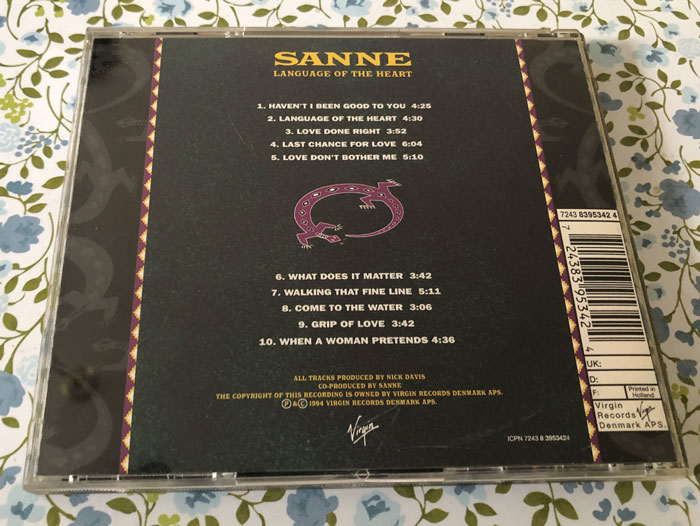 SANNE
LANGUAGE OF THE HEART
1. HAVEN'T I BEEN GOOD TO YOU 4:25
2. LANGUAGE OF THE HEART 4:30
3. LOVE DONE RIGHT 3:52
4. LAST CHANCE FOR LOVE 6:04
5. LOVE DON'T BOTHER ME 5:10
6. WHAT DOES IT MATTER 3:42
7. WALKING THAT FINE LINE 5:11
8. COME TO THE WATER 3:06
9. GRIP OF LOVE 3:42
10. WHEN A WOMAN PRETENDS 4:36
ALL TRACKS PRODUCED BY NICK DAVIS
CO-PRODUCED BY SANNE
THE COPYRIGHT OF THIS RECORDING IS OWNED BY VIRGIN RECORDS DENMARK APS.
Ⓟ & © 1994 VIRGIN RECORDS DENMARK APS.
Virgin
ICPN 7243 8 3953424
7243 8395342 4
7 24383 95342 4
UK:
D:
F:
Printed in
Holland
Virgin
Records Virgin
Denmark APS.